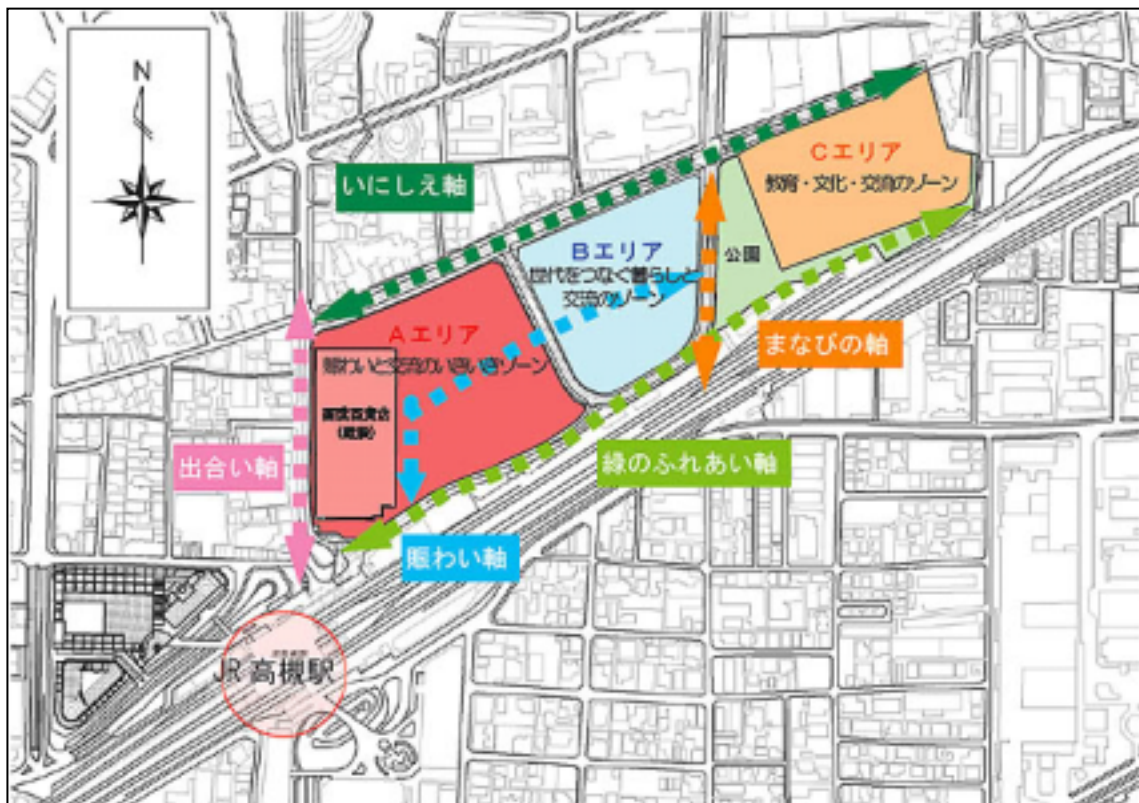 N
いにしえ軸
Cエリア
教育・文化・交流のゾーン
Bエリア
世代をつなぐ暮らしと
交流のゾーン
公園
Aエリア
賑わいと交流のいきいきゾーン
西武百貨店
(既設)
まなびの軸
出合い軸
緑のふれあい軸
賑わい軸
JR高槻駅